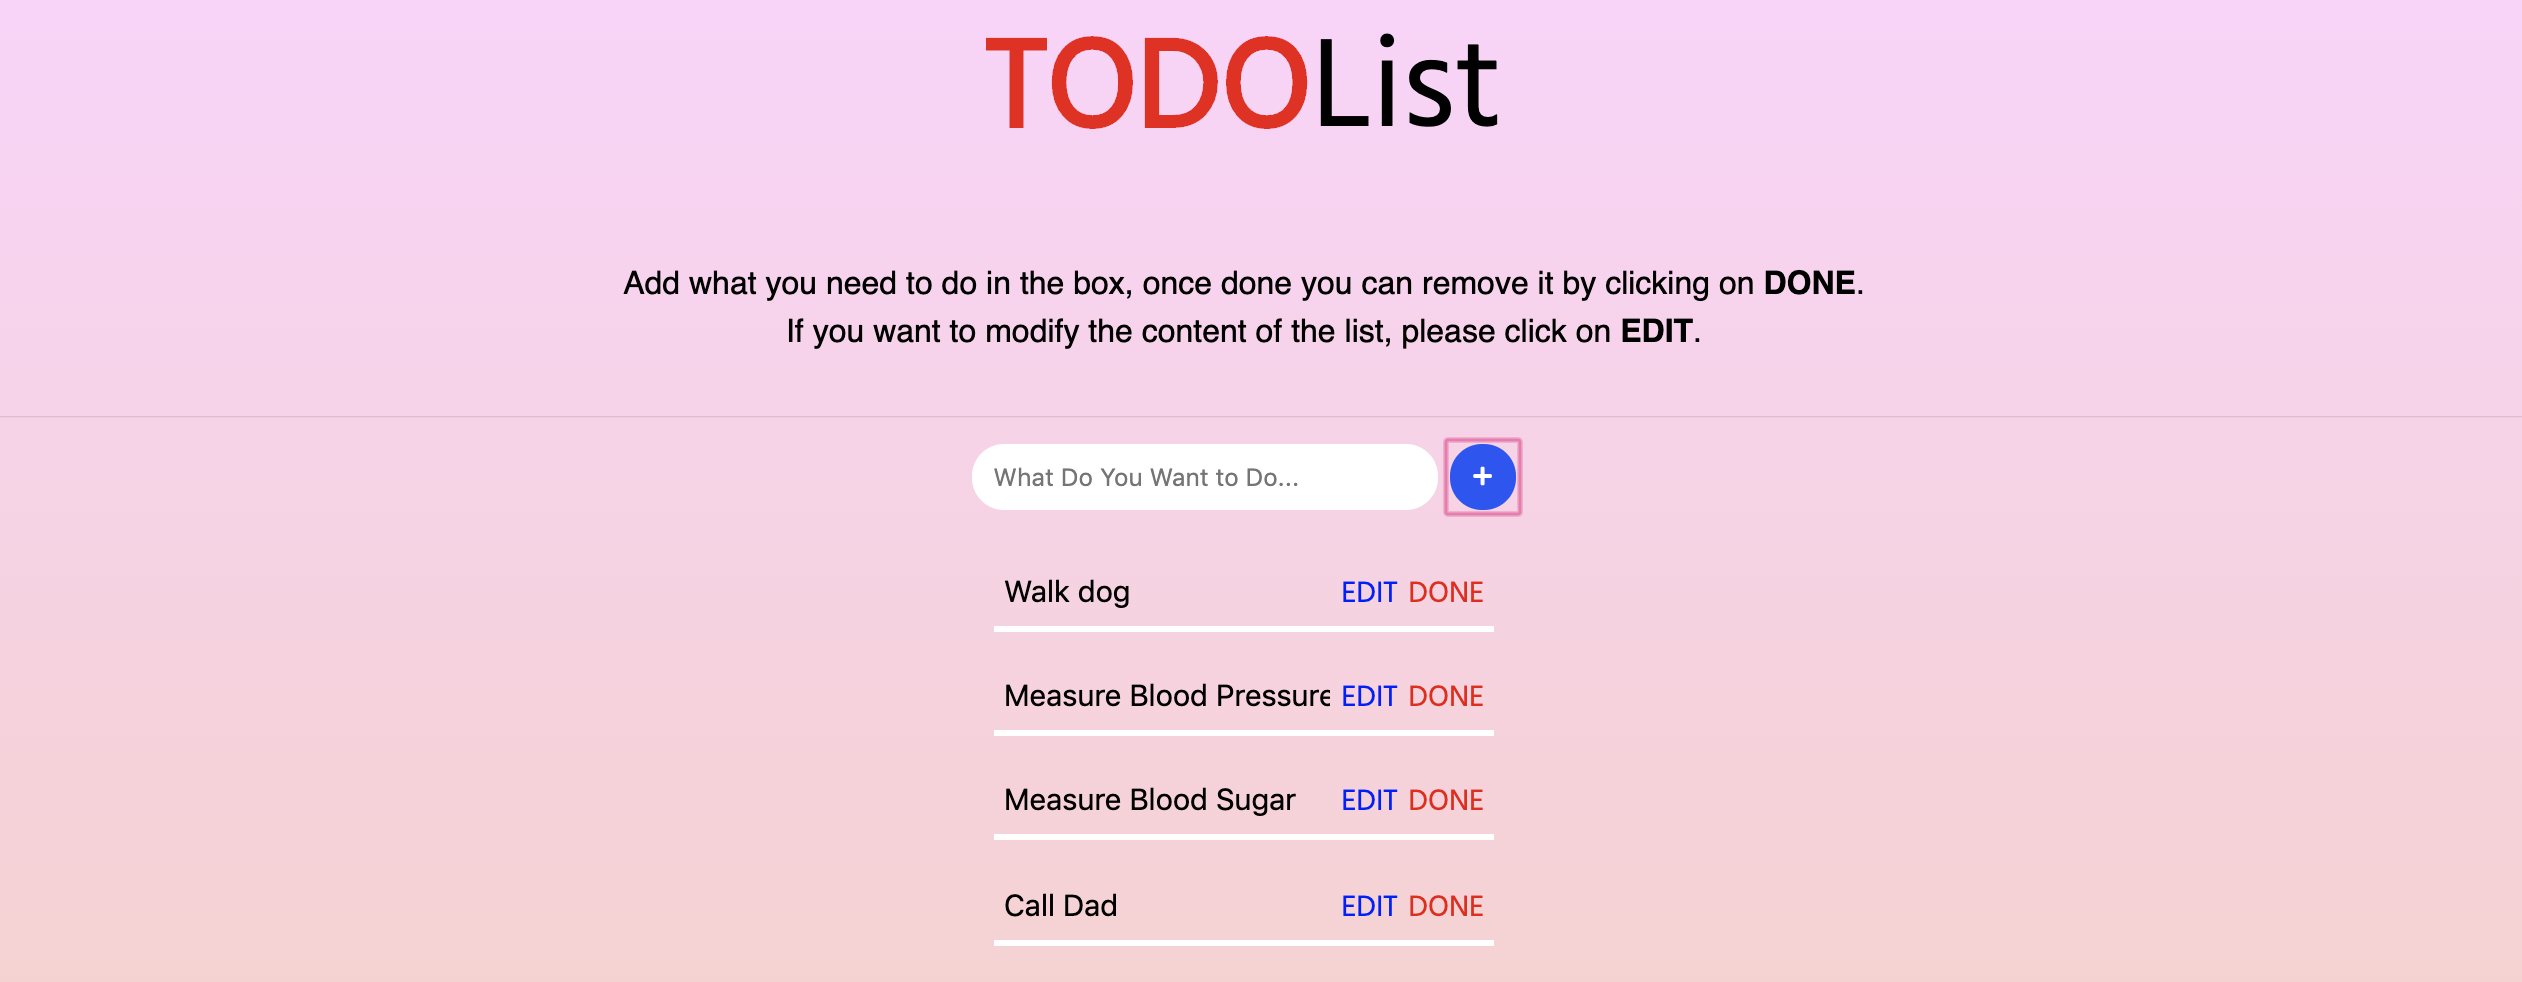 TODOList
Add what you need to do in the box, once done you can remove it by clicking on DONE.
If you want to modify the content of the list, please click on EDIT.
What Do You Want to Do...
+
Walk dog EDIT DONE
Measure Blood Pressure EDIT DONE
Measure Blood Sugar EDIT DONE
Call Dad EDIT DONE